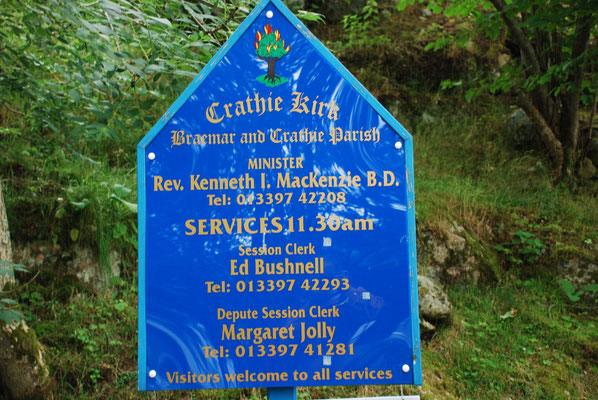 Crathie Kirk
Braemar and Crathie Parish
MINISTER
Rev. Kenneth I. MacKenzie B.D.
Tel: 013397 42208
SERVICES 11.30am
Session Clerk
Ed Bushnell
Tel: 013397 42293
Depute Session Clerk
Margaret Jolly
Tel: 013397 41281
Visitors welcome to all services